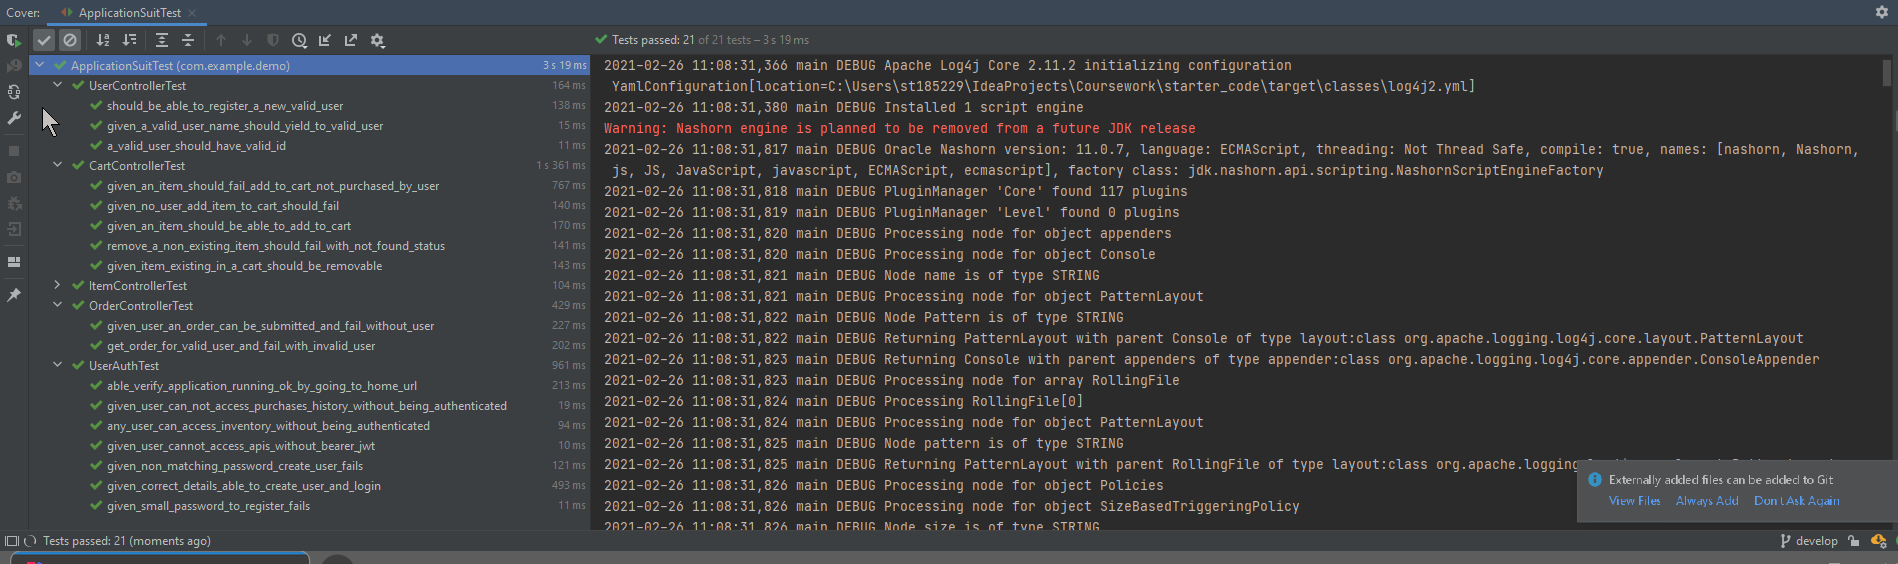 Cover: ApplicationSuitTest
Tests passed: 21 of 21 tests – 3 s 19 ms
ApplicationSuitTest (com.example.demo) 3 s 19 ms
UserControllerTest 164 ms
should_be_able_to_register_a_new_valid_user 138 ms
given_a_valid_user_name_should_yield_to_valid_user 15 ms
a_valid_user_should_have_valid_id 11 ms
CartControllerTest 1 s 361 ms
given_an_item_should_fail_add_to_cart_not_purchased_by_user 767 ms
given_no_user_add_item_to_cart_should_fail 140 ms
given_an_item_should_be_able_to_add_to_cart 170 ms
remove_a_non_existing_item_should_fail_with_not_found_status 141 ms
given_item_existing_in_a_cart_should_be_removable 143 ms
ItemControllerTest 104 ms
OrderControllerTest 429 ms
given_user_an_order_can_be_submitted_and_fail_without_user 227 ms
get_order_for_valid_user_and_fail_with_invalid_user 202 ms
UserAuthTest 961 ms
able_verify_application_running_ok_by_going_to_home_url 213 ms
given_user_can_not_access_purchases_history_without_being_authenticated 19 ms
any_user_can_access_inventory_without_being_authenticated 94 ms
given_user_cannot_access_apis_without_bearer_jwt 10 ms
given_non_matching_password_create_user_fails 121 ms
given_correct_details_able_to_create_user_and_login 493 ms
given_small_password_to_register_fails 11 ms
2021-02-26 11:08:31,366 main DEBUG Apache Log4j Core 2.11.2 initializing configuration
YamlConfiguration[location=C:\Users\st185229\IdeaProjects\Coursework\starter_code\target\classes\log4j2.yml]
2021-02-26 11:08:31,380 main DEBUG Installed 1 script engine
Warning: Nashorn engine is planned to be removed from a future JDK release
2021-02-26 11:08:31,817 main DEBUG Oracle Nashorn version: 11.0.7, language: ECMAScript, threading: Not Thread Safe, compile: true, names: [nashorn, Nashorn,
js, JS, JavaScript, javascript, ECMAScript, ecmascript], factory class: jdk.nashorn.api.scripting.NashornScriptEngineFactory
2021-02-26 11:08:31,818 main DEBUG PluginManager 'Core' found 117 plugins
2021-02-26 11:08:31,819 main DEBUG PluginManager 'Level' found 0 plugins
2021-02-26 11:08:31,820 main DEBUG Processing node for object appenders
2021-02-26 11:08:31,820 main DEBUG Processing node for object Console
2021-02-26 11:08:31,821 main DEBUG Node name is of type STRING
2021-02-26 11:08:31,821 main DEBUG Processing node for object PatternLayout
2021-02-26 11:08:31,822 main DEBUG Node Pattern is of type STRING
2021-02-26 11:08:31,822 main DEBUG Returning PatternLayout with parent Console of type layout:class org.apache.logging.log4j.core.layout.PatternLayout
2021-02-26 11:08:31,823 main DEBUG Returning Console with parent appenders of type appender:class org.apache.logging.log4j.core.appender.ConsoleAppender
2021-02-26 11:08:31,823 main DEBUG Processing node for array RollingFile
2021-02-26 11:08:31,824 main DEBUG Processing RollingFile[0]
2021-02-26 11:08:31,824 main DEBUG Processing node for object PatternLayout
2021-02-26 11:08:31,825 main DEBUG Node pattern is of type STRING
2021-02-26 11:08:31,825 main DEBUG Returning PatternLayout with parent RollingFile of type layout:class org.apache.logging
2021-02-26 11:08:31,826 main DEBUG Processing node for object Policies
2021-02-26 11:08:31,826 main DEBUG Processing node for object SizeBasedTriggeringPolicy
2021-02-26 11:08:31,826 main DEBUG Node size is of type STRING
Externally added files can be added to Git
View Files Always Add Don't Ask Again
Tests passed: 21 (moments ago)
develop